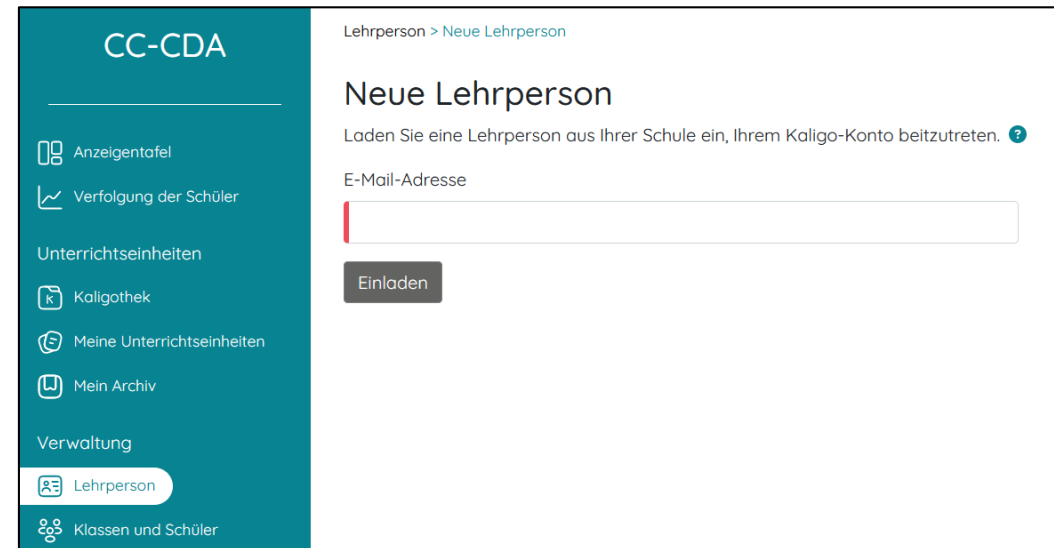 CC-CDA
Anzeigentafel
Verfolgung der Schüler
Unterrichtseinheiten
Kaligothek
Meine Unterrichtseinheiten
Mein Archiv
Verwaltung
Lehrperson
Klassen und Schüler
Lehrperson > Neue Lehrperson
Neue Lehrperson
Laden Sie eine Lehrperson aus Ihrer Schule ein, Ihrem Kaligo-Konto beizutreten. ?
E-Mail-Adresse
Einladen